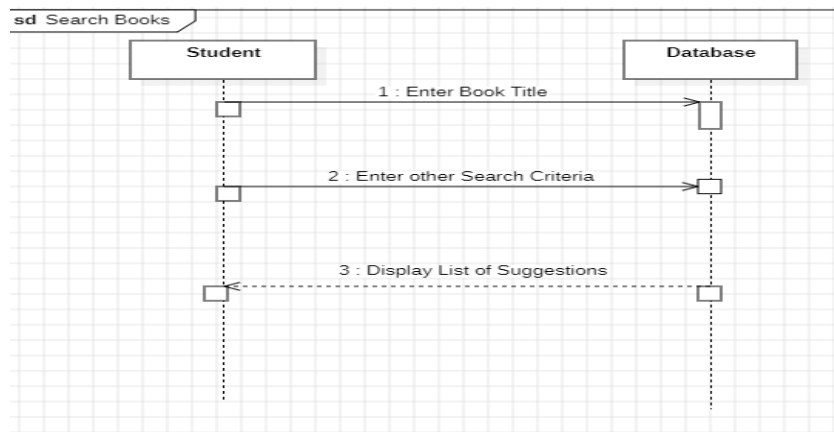 sd Search Books
Student
Database
1 : Enter Book Title
2 : Enter other Search Criteria
3 : Display List of Suggestions